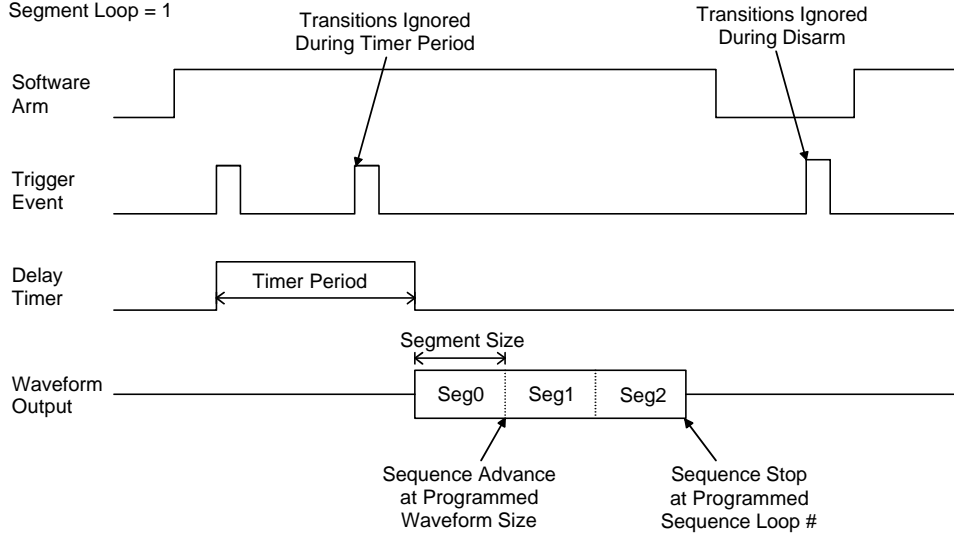 Segment Loop = 1
Transitions Ignored
During Timer Period
Transitions Ignored
During Disarm
Software
Arm
Trigger
Event
Delay
Timer
Timer Period
Segment Size
Waveform
Output
Seg0
Seg1
Seg2
Sequence Advance
at Programmed
Waveform Size
Sequence Stop
at Programmed
Sequence Loop #